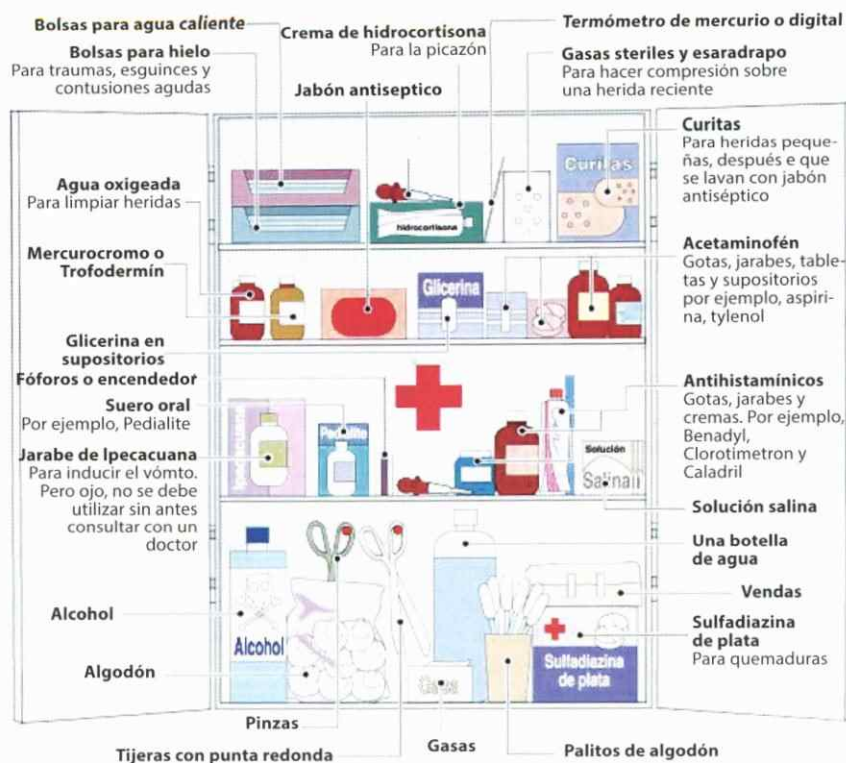 Bolsas para agua caliente
Bolsas para hielo
Para traumas, esguinces y
contusiones agudas
Crema de hidrocortisona
Para la picazón
Jabón antiseptico
Termómetro de mercurio o digital
Gasas steriles y esaradrapo
Para hacer compresión sobre
una herida reciente
Curitas
Para heridas peque-
ñas, después e que
se lavan con jabón
antiséptico
Agua oxigeada
Para limpiar heridas
Mercurocromo o
Trofodermín
Glicerina en
supositorios
Fóforos o encendedor
Suero oral
Por ejemplo, Pedialite
Jarabe de Ipecacuana
Para inducir el vómto.
Pero ojo, no se debe
utilizar sin antes
consultar con un
doctor
Alcohol
Algodón
Curitas
hidrocortisona
Glicerina
Pedialite
Solución
Salina
Alcohol
Gasa
Sulfadiazina
de plata
Acetaminofén
Gotas, jarabes, table-
tas y supositorios
por ejemplo, aspiri-
na, tylenol
Antihistamínicos
Gotas, jarabes y
cremas. Por ejemplo,
Benadyl,
Clorotimetron y
Caladril
Solución salina
Una botella
de agua
Vendas
Sulfadiazina
de plata
Para quemaduras
Pinzas
Tijeras con punta redonda
Gasas
Palitos de algodón